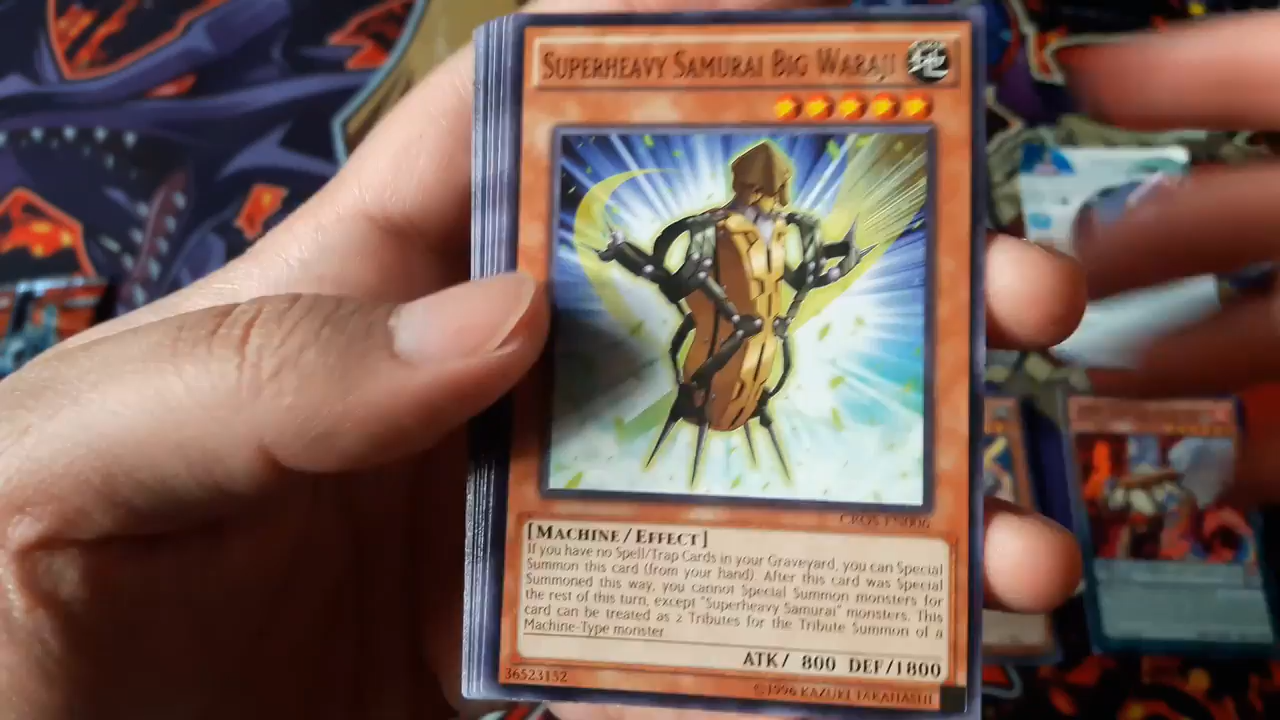 SUPERHEAVY SAMURAI BIG WARAJI
CROS-EN006
[MACHINE/EFFECT]
If you have no Spell/Trap Cards in your Graveyard, you can Special
Summon this card (from your hand). After this card was Special
Summoned this way, you cannot Special Summon monsters for
the rest of this turn, except "Superheavy Samurai" monsters. This
card can be treated as 2 Tributes for the Tribute Summon of a
Machine-Type monster.
ATK/ 800 DEF/1800
36523152
©1996 KAZUKI TAKAHASHI